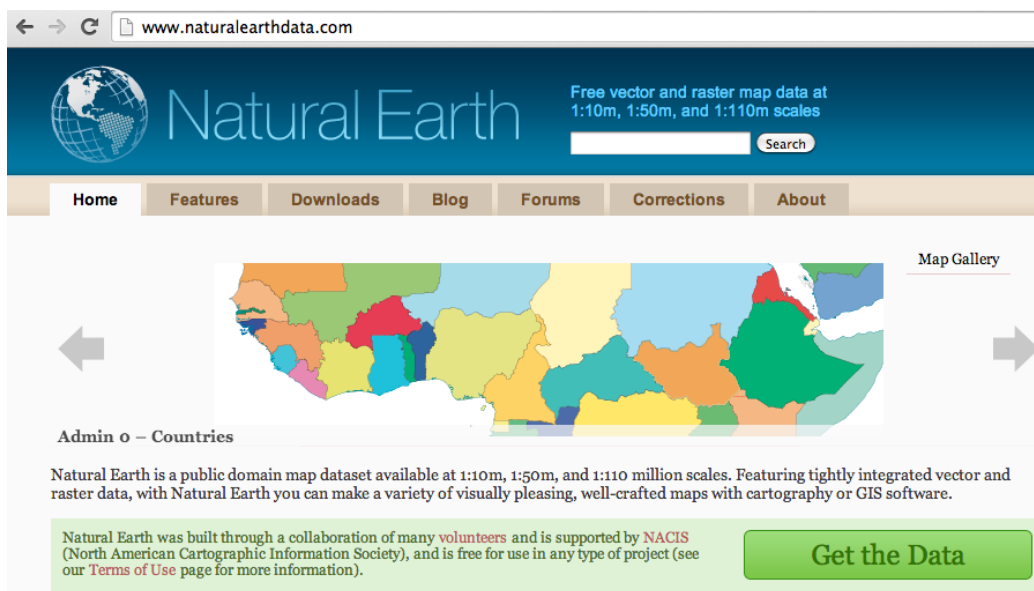 www.naturalearthdata.com
Natural Earth
Free vector and raster map data at
1:10m, 1:50m, and 1:110m scales
Search
Home
Features
Downloads
Blog
Forums
Corrections
About
Map Gallery
Admin 0 – Countries
Natural Earth is a public domain map dataset available at 1:10m, 1:50m, and 1:110 million scales. Featuring tightly integrated vector and
raster data, with Natural Earth you can make a variety of visually pleasing, well-crafted maps with cartography or GIS software.
Natural Earth was built through a collaboration of many volunteers and is supported by NACIS
(North American Cartographic Information Society), and is free for use in any type of project (see
our Terms of Use page for more information).
Get the Data